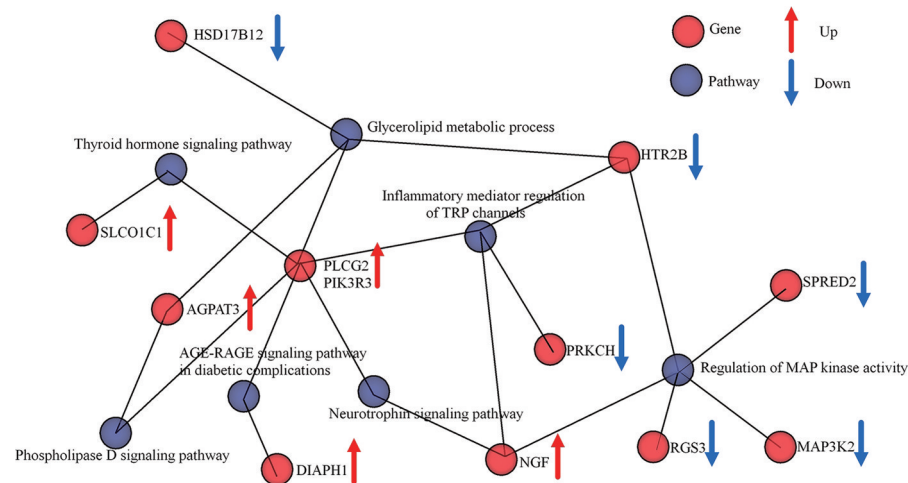 HSD17B12
Gene
Up
Pathway
Down
Glycerolipid metabolic process
Thyroid hormone signaling pathway
HTR2B
Inflammatory mediator regulation
of TRP channels
SLCO1C1
PLCG2
PIK3R3
SPRED2
AGPAT3
PRKCH
AGE-RAGE signaling pathway
in diabetic complications
Regulation of MAP kinase activity
Neurotrophin signaling pathway
Phospholipase D signaling pathway
DIAPH1
NGF
RGS3
MAP3K2